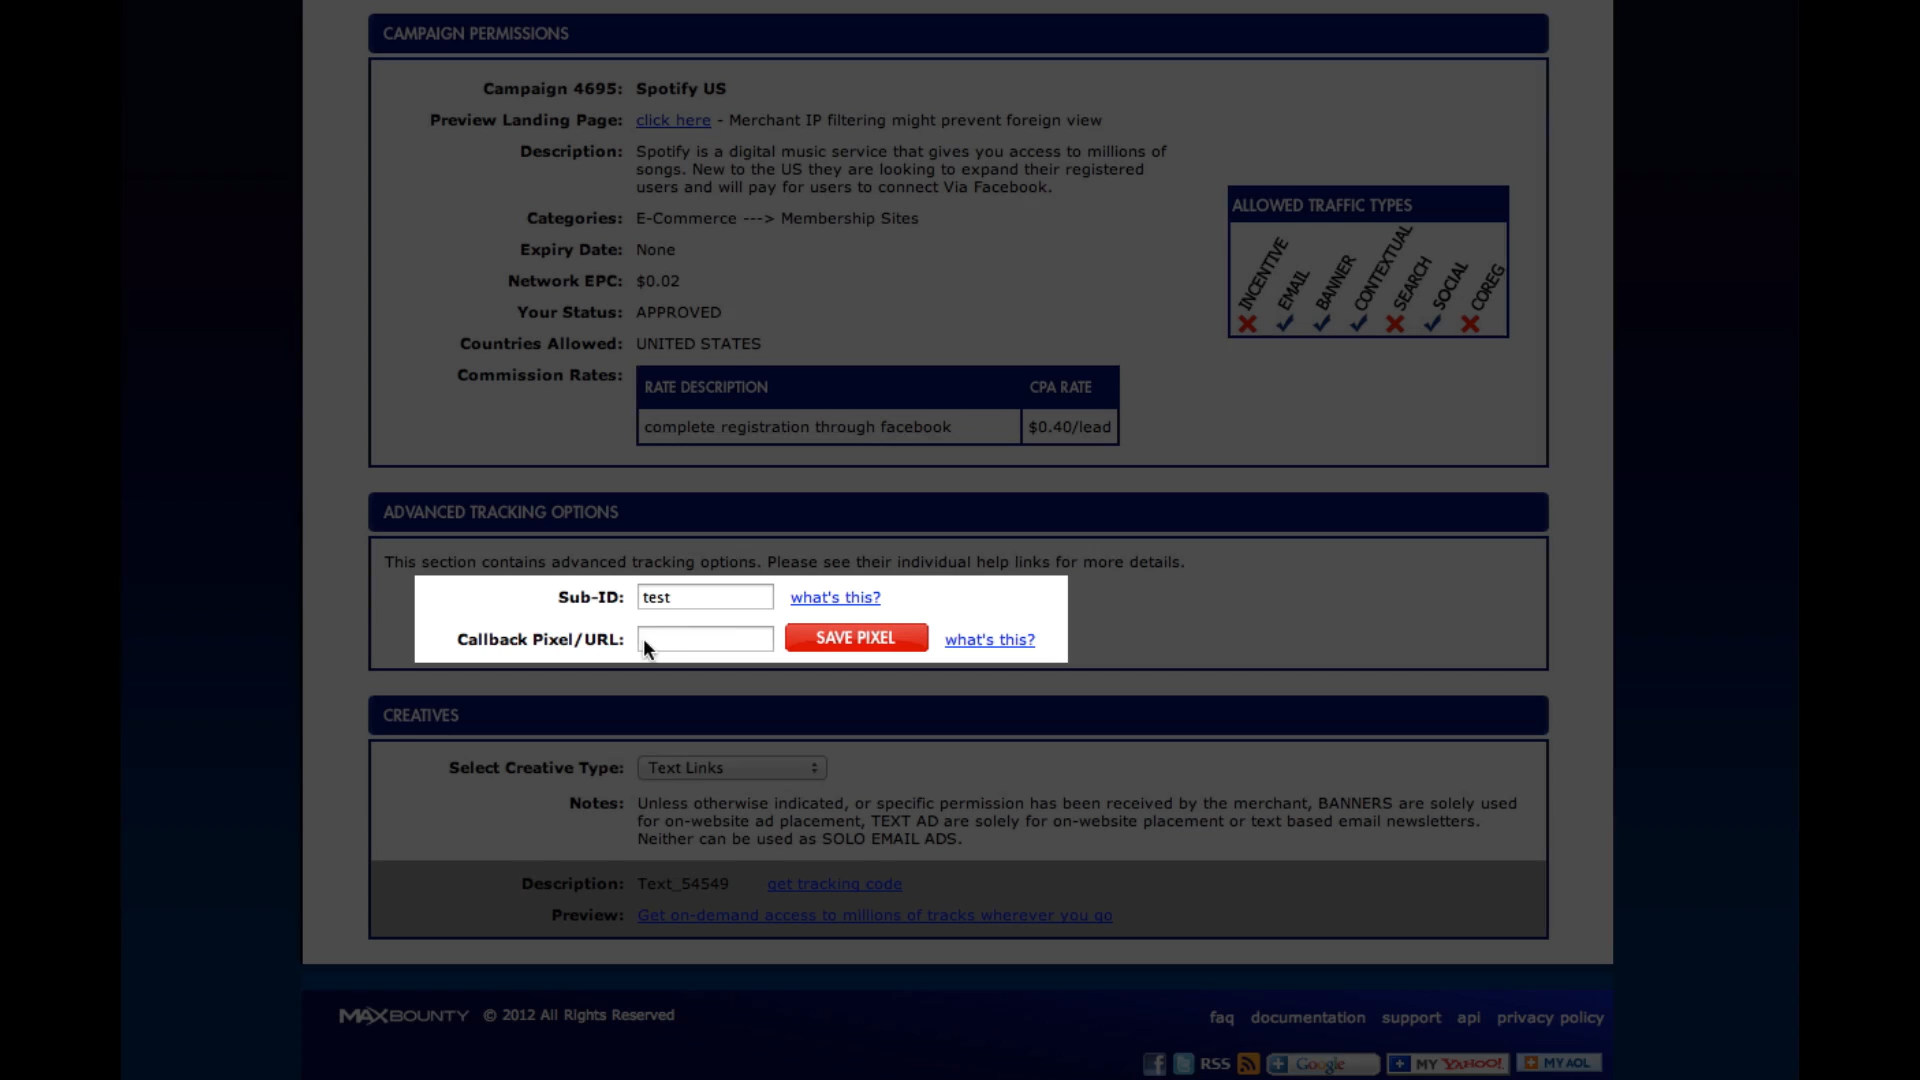 CAMPAIGN PERMISSIONS
Campaign 4695: Spotify US
Preview Landing Page: click here - Merchant IP filtering might prevent foreign view
Description: Spotify is a digital music service that gives you access to millions of
songs. New to the US they are looking to expand their registered
users and will pay for users to connect Via Facebook.
Categories: E-Commerce ---> Membership Sites
Expiry Date: None
Network EPC: $0.02
Your Status: APPROVED
Countries Allowed: UNITED STATES
Commission Rates:
RATE DESCRIPTION CPA RATE
complete registration through facebook $0.40/lead
ALLOWED TRAFFIC TYPES
INCENTIVE
EMAIL
BANNER
CONTEXTUAL
SEARCH
SOCIAL
COREG
ADVANCED TRACKING OPTIONS
This section contains advanced tracking options. Please see their individual help links for more details.
Sub-ID: test what's this?
Callback Pixel/URL: SAVE PIXEL what's this?
CREATIVES
Select Creative Type: Text Links
Notes: Unless otherwise indicated, or specific permission has been received by the merchant, BANNERS are solely used
for on-website ad placement, TEXT AD are solely for on-website placement or text based email newsletters.
Neither can be used as SOLO EMAIL ADS.
Description: Text_54549 get tracking code
Preview: Get on-demand access to millions of tracks wherever you go
MAXBOUNTY © 2012 All Rights Reserved
faq documentation support api privacy policy
RSS Google MY YAHOO! MY AOL